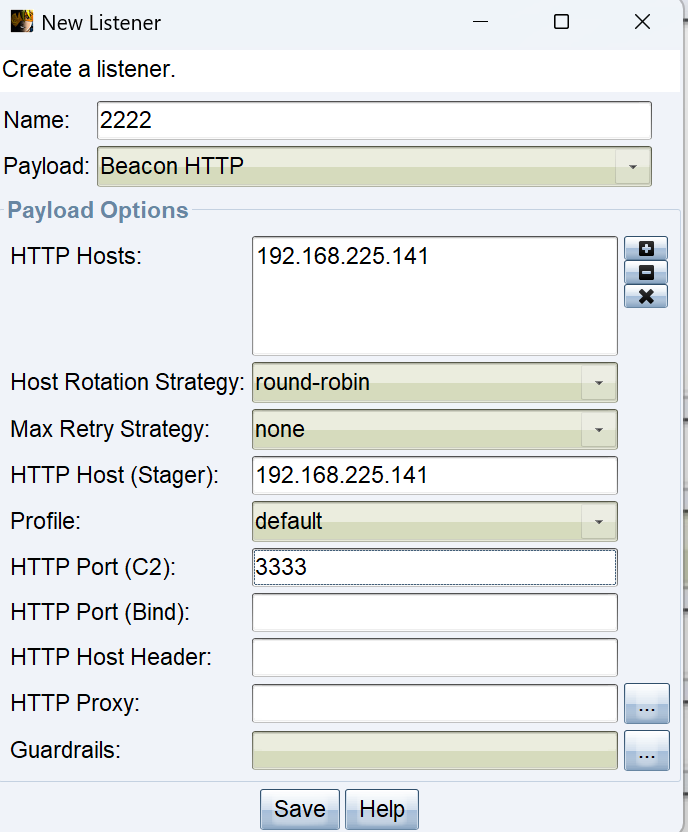 New Listener
Create a listener.
Name: 2222
Payload: Beacon HTTP
Payload Options
HTTP Hosts: 192.168.225.141
Host Rotation Strategy: round-robin
Max Retry Strategy: none
HTTP Host (Stager): 192.168.225.141
Profile: default
HTTP Port (C2): 3333
HTTP Port (Bind):
HTTP Host Header:
HTTP Proxy: ...
Guardrails: ...
Save Help